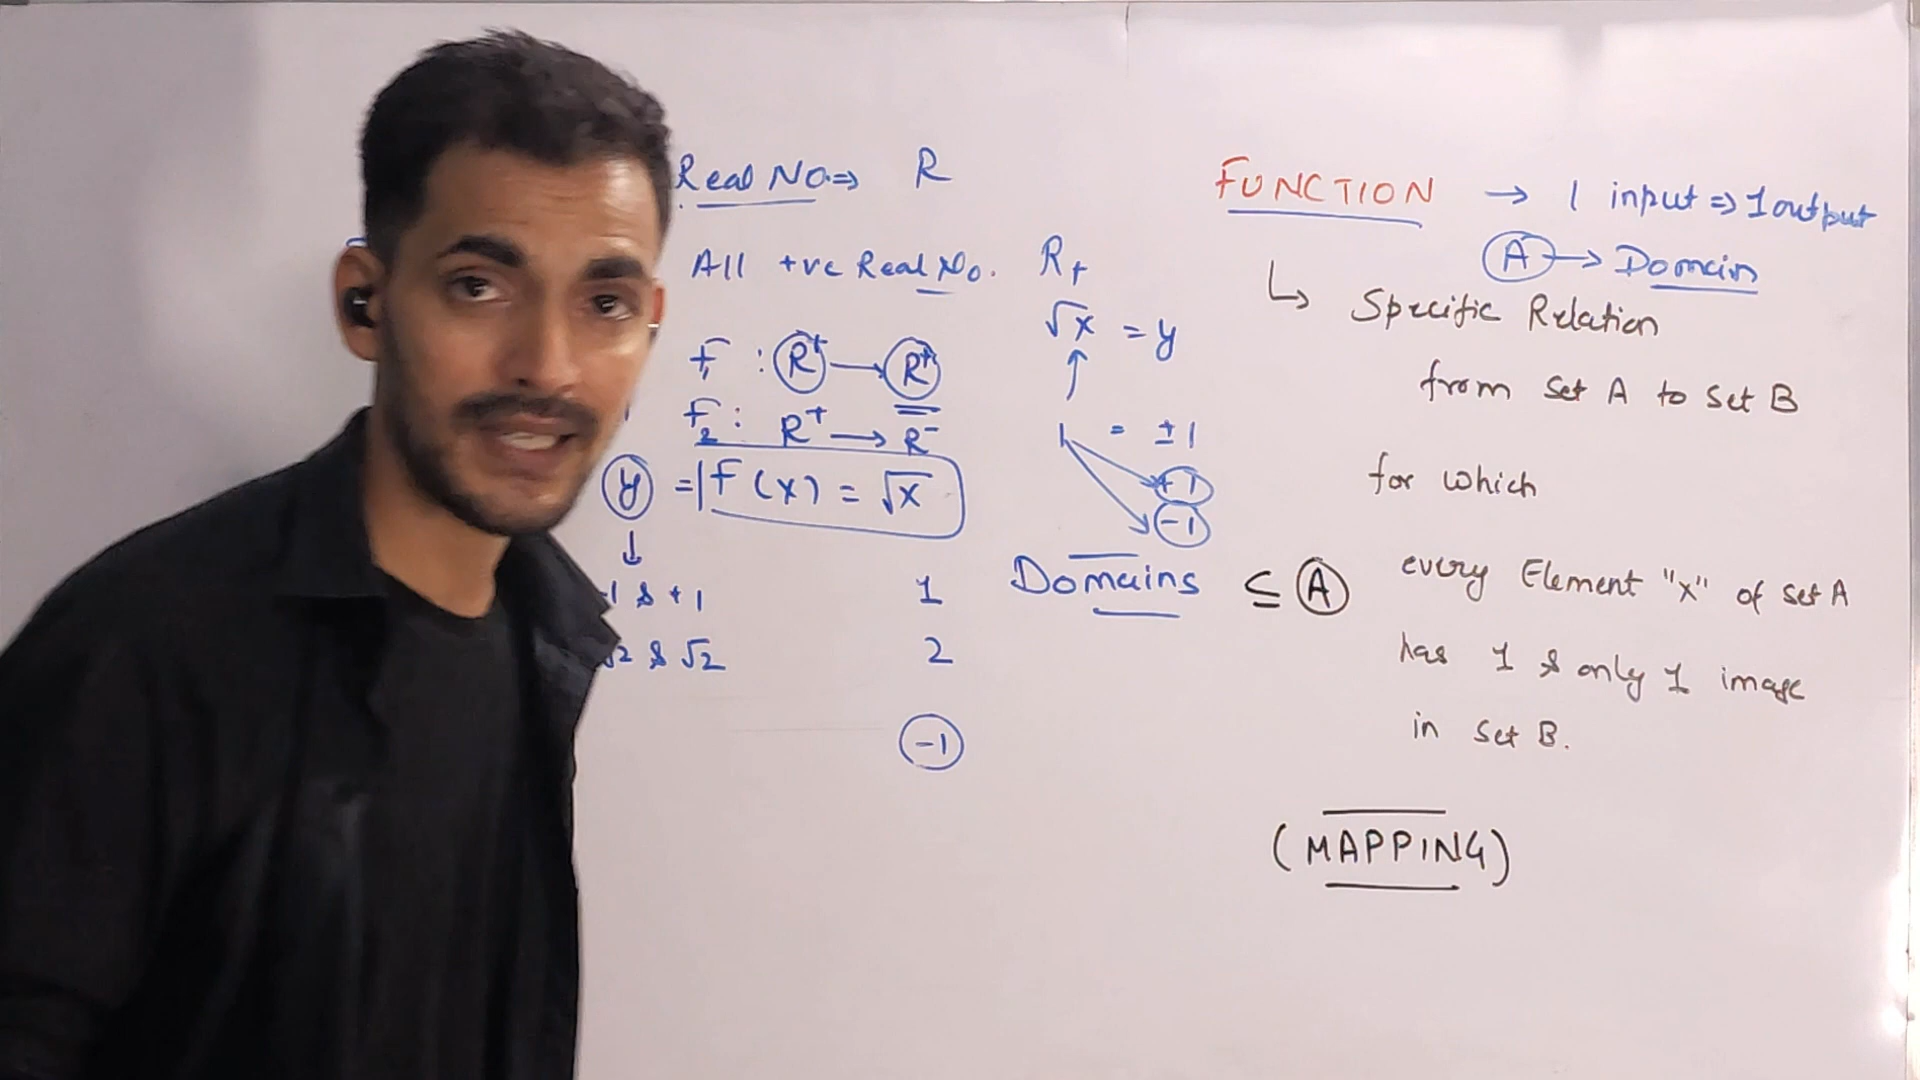 Real No. ⇒ R
All +ve Real No. R+
√x = y
f1 : R+ → R+
f2 : R+ → R-
1 = ±1
+1
-1
y = f(x) = √x
↓
-1 & +1 1
√2 & √2 2
-1
Domains ⊆ A
FUNCTION → 1 input ⇒ 1 output
A → Domain
↳ Specific Relation
from Set A to Set B
for which
every Element "x" of set A
has 1 & only 1 image
in Set B.
(MAPPING)